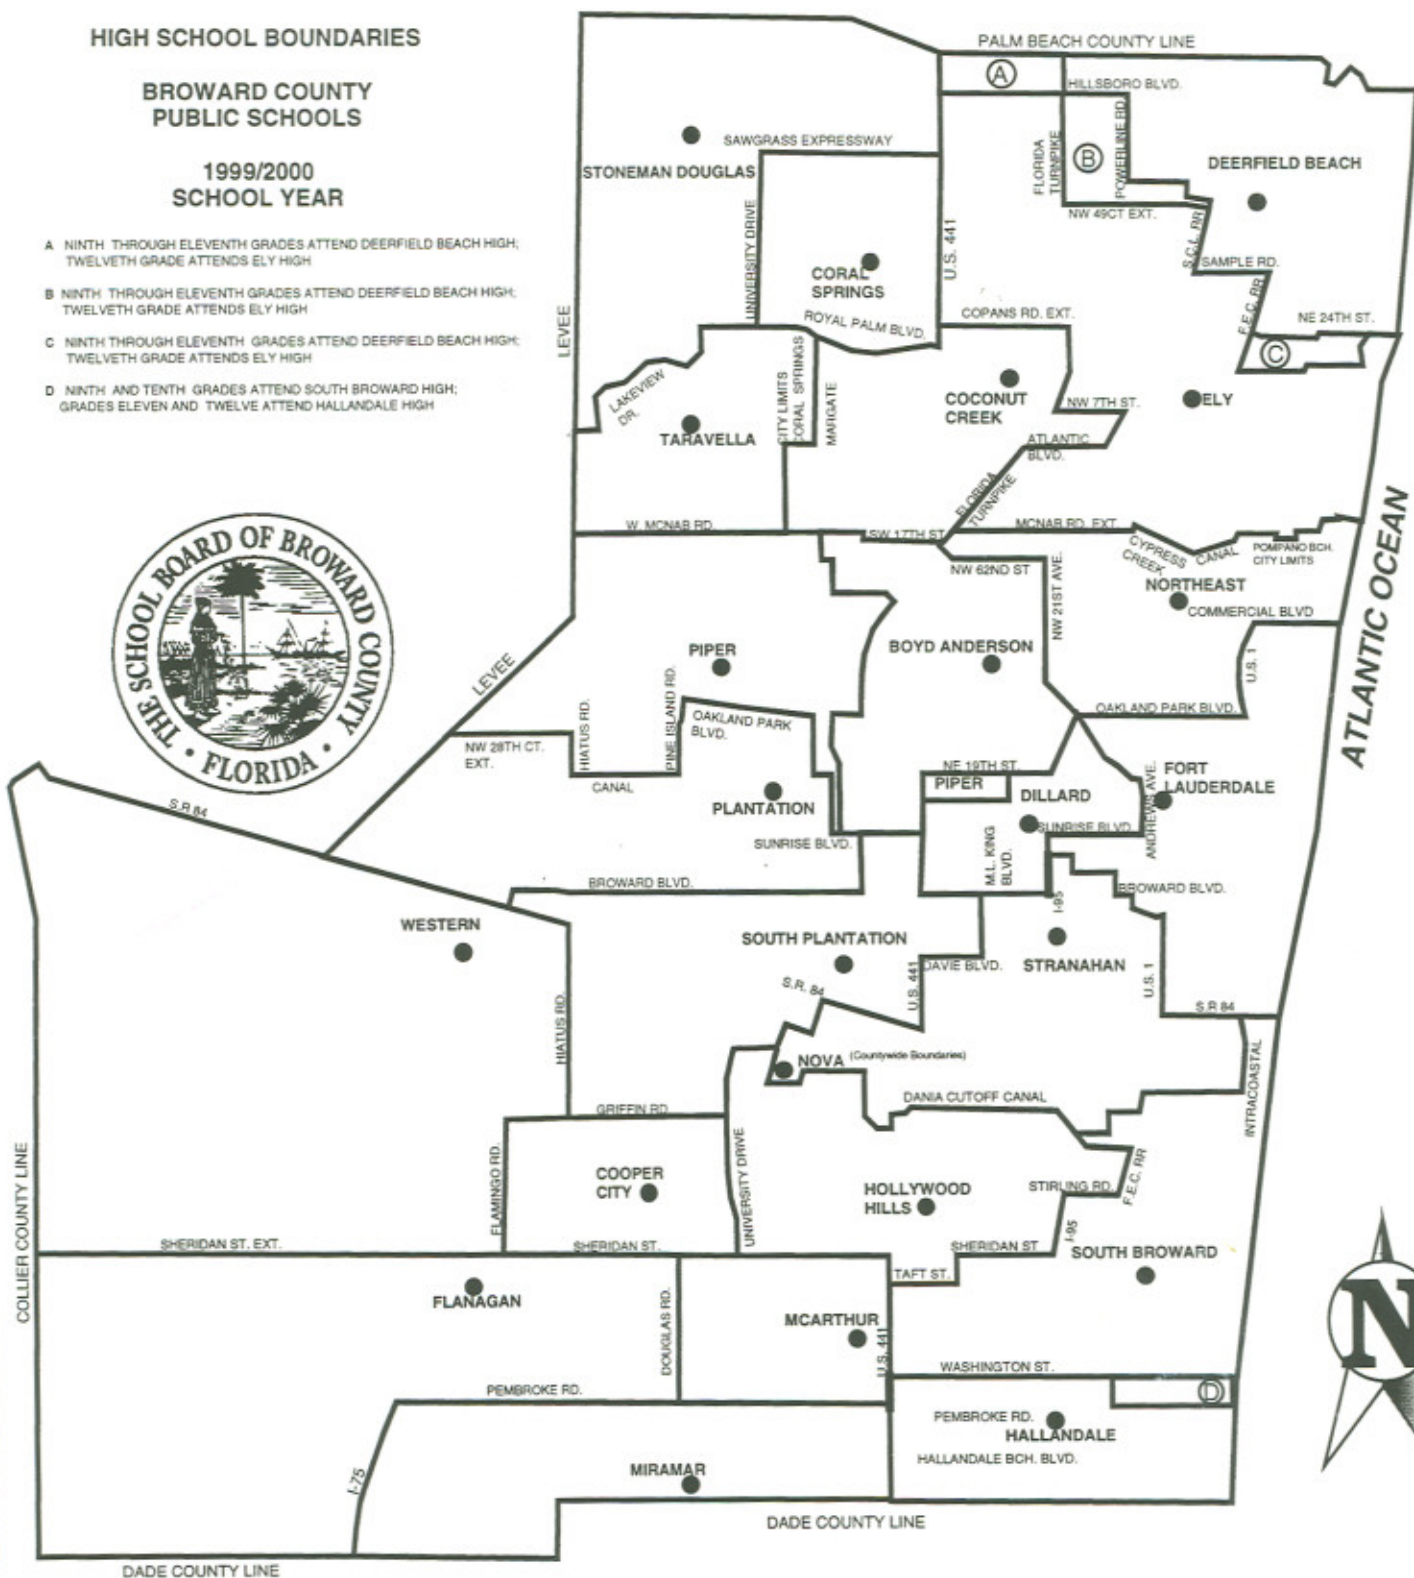 HIGH SCHOOL BOUNDARIES
BROWARD COUNTY
PUBLIC SCHOOLS
1999/2000
SCHOOL YEAR
A NINTH THROUGH ELEVENTH GRADES ATTEND DEERFIELD BEACH HIGH;
TWELVETH GRADE ATTENDS ELY HIGH
B NINTH THROUGH ELEVENTH GRADES ATTEND DEERFIELD BEACH HIGH;
TWELVETH GRADE ATTENDS ELY HIGH
C NINTH THROUGH ELEVENTH GRADES ATTEND DEERFIELD BEACH HIGH;
TWELVETH GRADE ATTENDS ELY HIGH
D NINTH AND TENTH GRADES ATTEND SOUTH BROWARD HIGH;
GRADES ELEVEN AND TWELVE ATTEND HALLANDALE HIGH
THE SCHOOL BOARD OF BROWARD COUNTY
• FLORIDA •
PALM BEACH COUNTY LINE
A
HILLSBORO BLVD.
SAWGRASS EXPRESSWAY
STONEMAN DOUGLAS
FLORIDA
TURNPIKE
B
POWERLINE RD.
DEERFIELD BEACH
NW 49CT EXT.
UNIVERSITY DRIVE
U.S. 441
S.C.L. RR
SAMPLE RD.
CORAL
SPRINGS
LEVEE
ROYAL PALM BLVD.
COPANS RD. EXT.
F.E.C. RR
NE 24TH ST.
C
LAKEVIEW
DR.
TARAVELLA
CITY LIMITS
CORAL SPRINGS
MARGATE
COCONUT
CREEK
NW 7TH ST.
ELY
ATLANTIC
BLVD.
FLORIDA
TURNPIKE
W. MCNAB RD.
SW 17TH ST
MCNAB RD. EXT.
CYPRESS
CREEK
CANAL
POMPANO BCH.
CITY LIMITS
ATLANTIC OCEAN
NW 62ND ST
NW 21ST AVE.
NORTHEAST
COMMERCIAL BLVD
LEVEE
PIPER
BOYD ANDERSON
U.S. 1
HIATUS RD.
PINE ISLAND RD.
OAKLAND PARK
BLVD.
OAKLAND PARK BLVD.
NW 28TH CT.
EXT.
CANAL
PLANTATION
NE 19TH ST.
PIPER
DILLARD
FORT
LAUDERDALE
SUNRISE BLVD.
SUNRISE BLVD.
ANDREWS AVE.
M.L. KING
BLVD.
S.R 84
BROWARD BLVD.
BROWARD BLVD.
I-95
WESTERN
SOUTH PLANTATION
STRANAHAN
U.S. 441
DAVIE BLVD.
U.S. 1
S.R. 84
S.R 84
HIATUS RD.
NOVA (Countywide Boundaries)
INTRACOASTAL
DANIA CUTOFF CANAL
GRIFFIN RD.
COLLIER COUNTY LINE
FLAMINGO RD.
COOPER
CITY
UNIVERSITY DRIVE
HOLLYWOOD
HILLS
STIRLING RD.
F.E.C. RR
I-95
SHERIDAN ST. EXT.
SHERIDAN ST.
SHERIDAN ST
SOUTH BROWARD
TAFT ST.
FLANAGAN
DOUGLAS RD.
MCARTHUR
U.S. 441
N
WASHINGTON ST.
PEMBROKE RD.
D
PEMBROKE RD.
HALLANDALE
HALLANDALE BCH. BLVD.
I-75
MIRAMAR
DADE COUNTY LINE
DADE COUNTY LINE